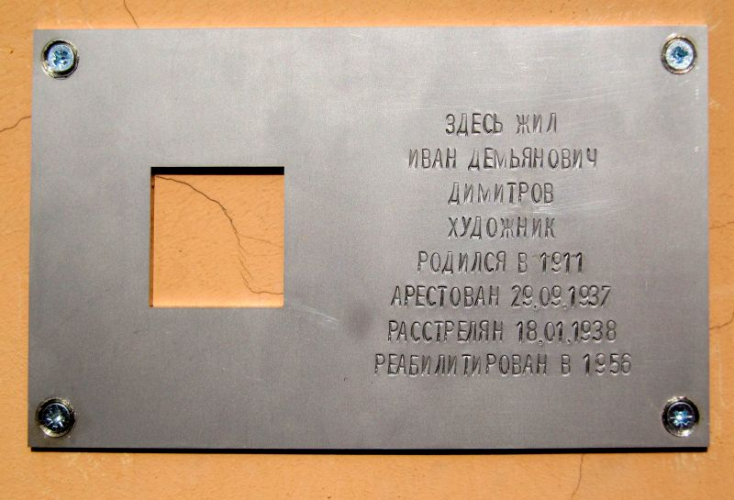 ЗДЕСЬ ЖИЛ
ИВАН ДЕМЬЯНОВИЧ
ДИМИТРОВ
ХУДОЖНИК
РОДИЛСЯ В 1911
АРЕСТОВАН 29.09.1937
РАССТРЕЛЯН 18.01.1938
РЕАБИЛИТИРОВАН В 1956